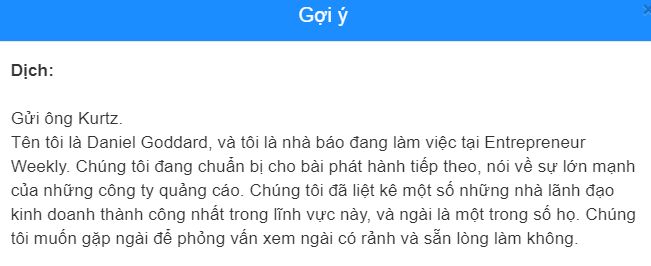 Gợi ý
Dịch:
Gửi ông Kurtz.
Tên tôi là Daniel Goddard, và tôi là nhà báo đang làm việc tại Entrepreneur
Weekly. Chúng tôi đang chuẩn bị cho bài phát hành tiếp theo, nói về sự lớn mạnh
của những công ty quảng cáo. Chúng tôi đã liệt kê một số những nhà lãnh đạo
kinh doanh thành công nhất trong lĩnh vực này, và ngài là một trong số họ. Chúng
tôi muốn gặp ngài để phỏng vấn xem ngài có rảnh và sẵn lòng làm không.